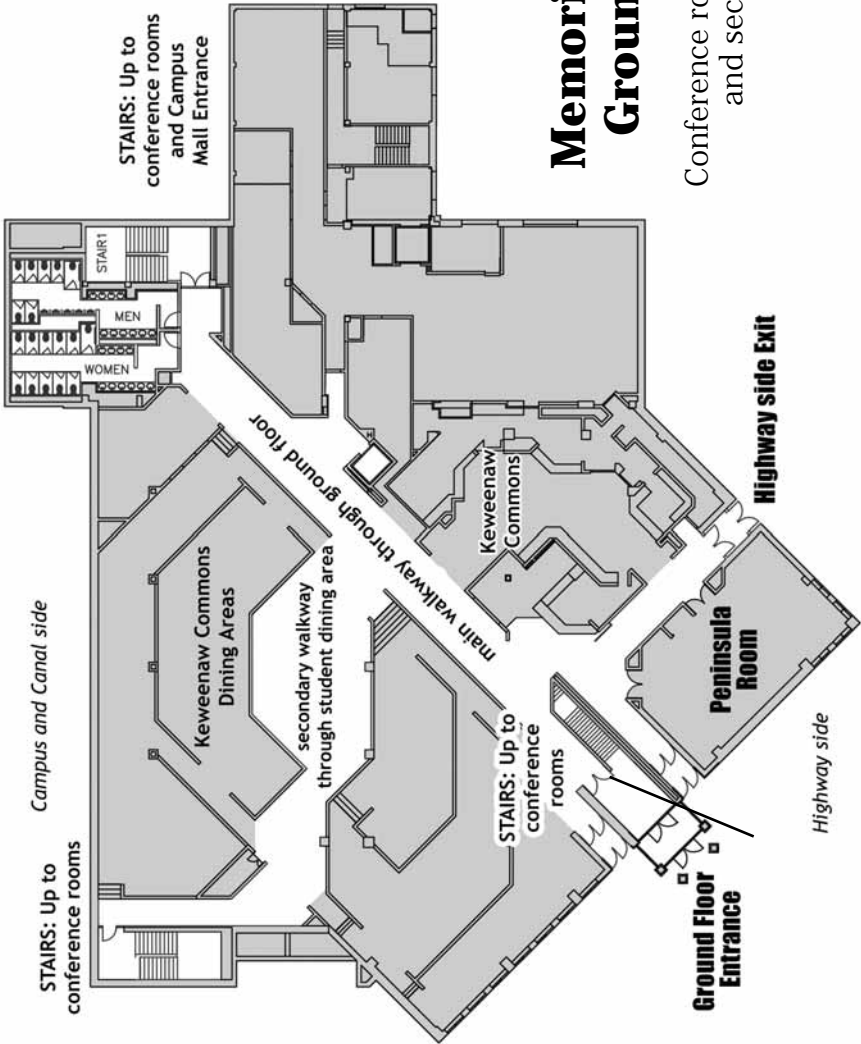 STAIRS: Up to
conference rooms
Campus and Canal side
STAIRS: Up to
conference rooms
and Campus
Mall Entrance
STAIR1
MEN
WOMEN
Keweenaw Commons
Dining Areas
secondary walkway
through student dining area
main walkway through ground floor
H
Keweenaw
Commons
STAIRS: Up to
conference
rooms
Peninsula
Room
Ground Floor
Entrance
Highway side Exit
Highway side
Memori
Groun
Conference ro
and sec